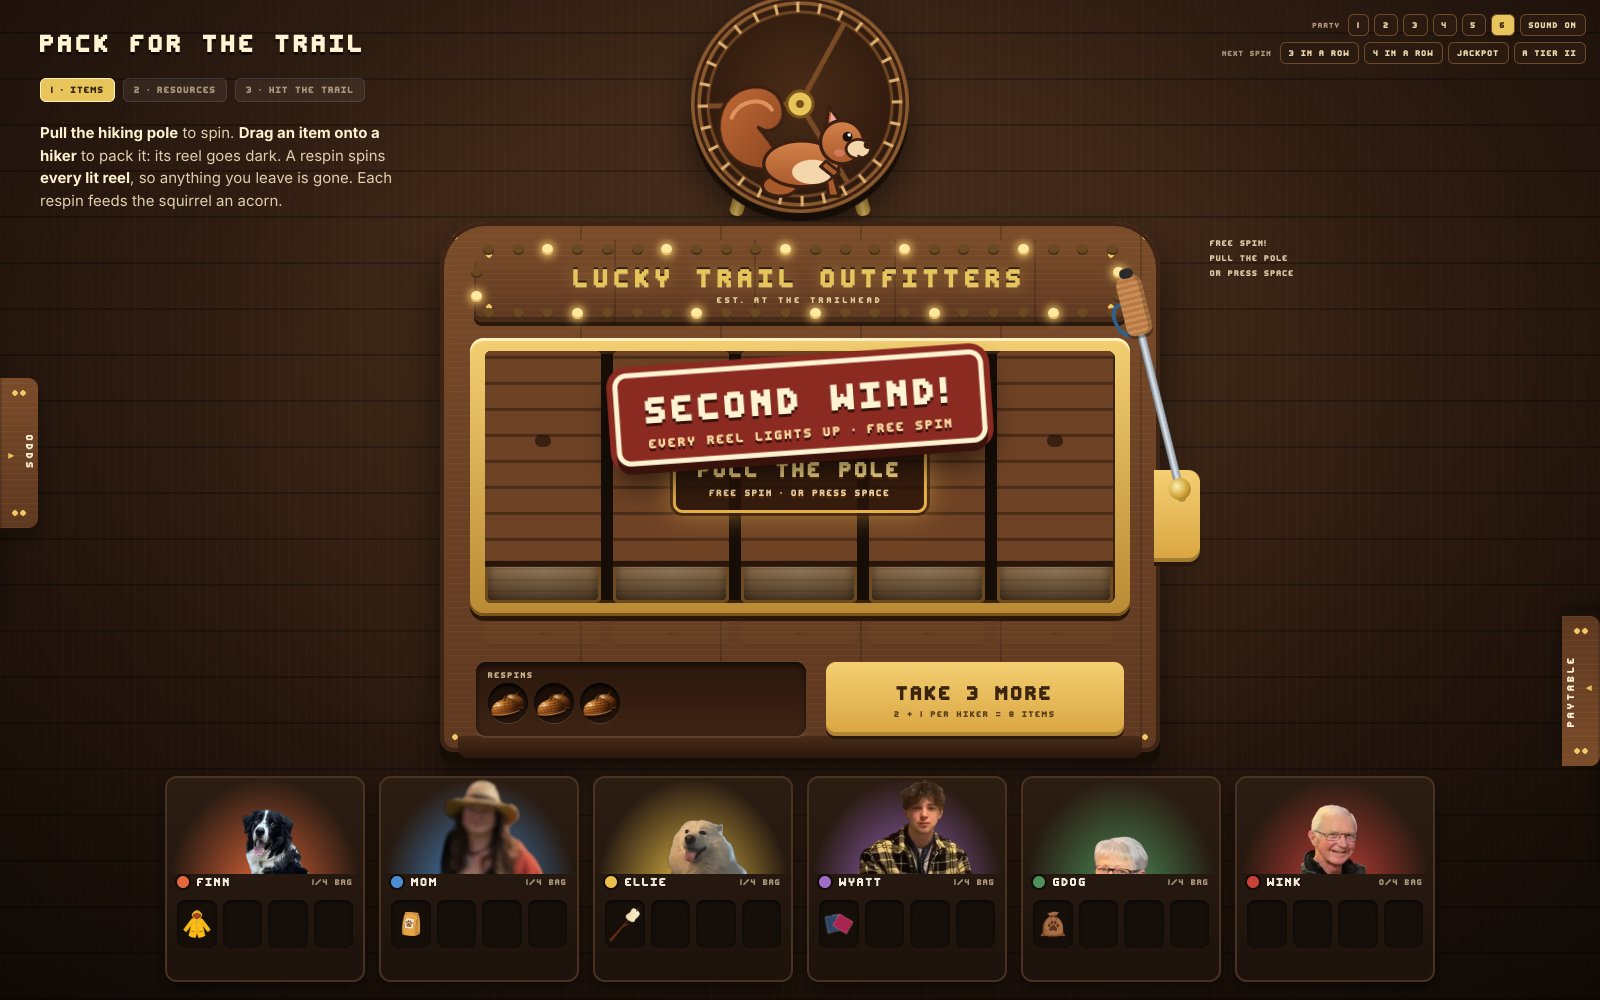 PACK FOR THE TRAIL
1 · ITEMS
2 · RESOURCES
3 · HIT THE TRAIL
Pull the hiking pole to spin. Drag an item onto a
hiker to pack it: its reel goes dark. A respin spins
every lit reel, so anything you leave is gone. Each
respin feeds the squirrel an acorn.
PARTY
1
2
3
4
5
6
SOUND ON
NEXT SPIN
3 IN A ROW
4 IN A ROW
JACKPOT
A TIER II
FREE SPIN!
PULL THE POLE
OR PRESS SPACE
LUCKY TRAIL OUTFITTERS
EST. AT THE TRAILHEAD
SECOND WIND!
EVERY REEL LIGHTS UP · FREE SPIN
PULL THE POLE
FREE SPIN · OR PRESS SPACE
ODDS
PAYTABLE
RESPINS
TAKE 3 MORE
2 + 1 PER HIKER = 8 ITEMS
FINN
1/4 BAG
MOM
1/4 BAG
ELLIE
1/4 BAG
WYATT
1/4 BAG
GDOG
1/4 BAG
WINK
0/4 BAG